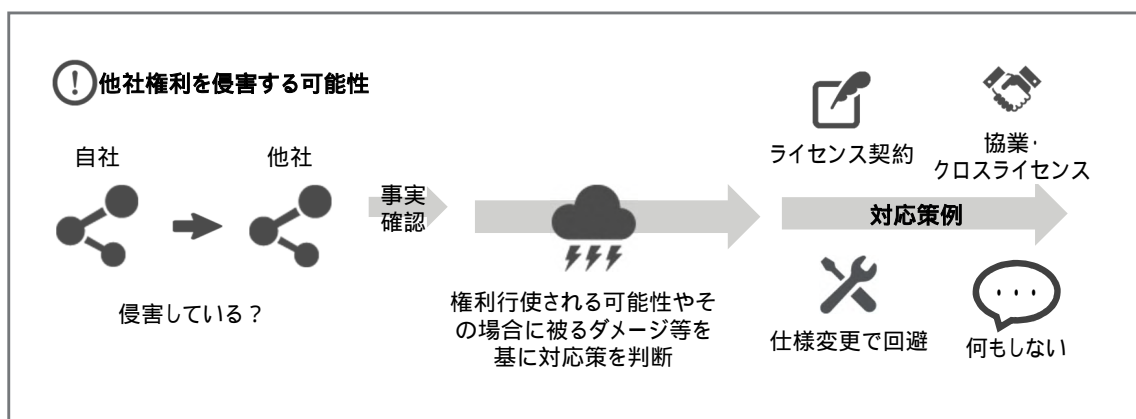 他社権利を侵害する可能性
自社
他社
侵害している？
事実
確認
権利行使される可能性やそ
の場合に被るダメージ等を
基に対応策を判断
ライセンス契約
協業・
クロスライセンス
対応策例
仕様変更で回避
何もしない